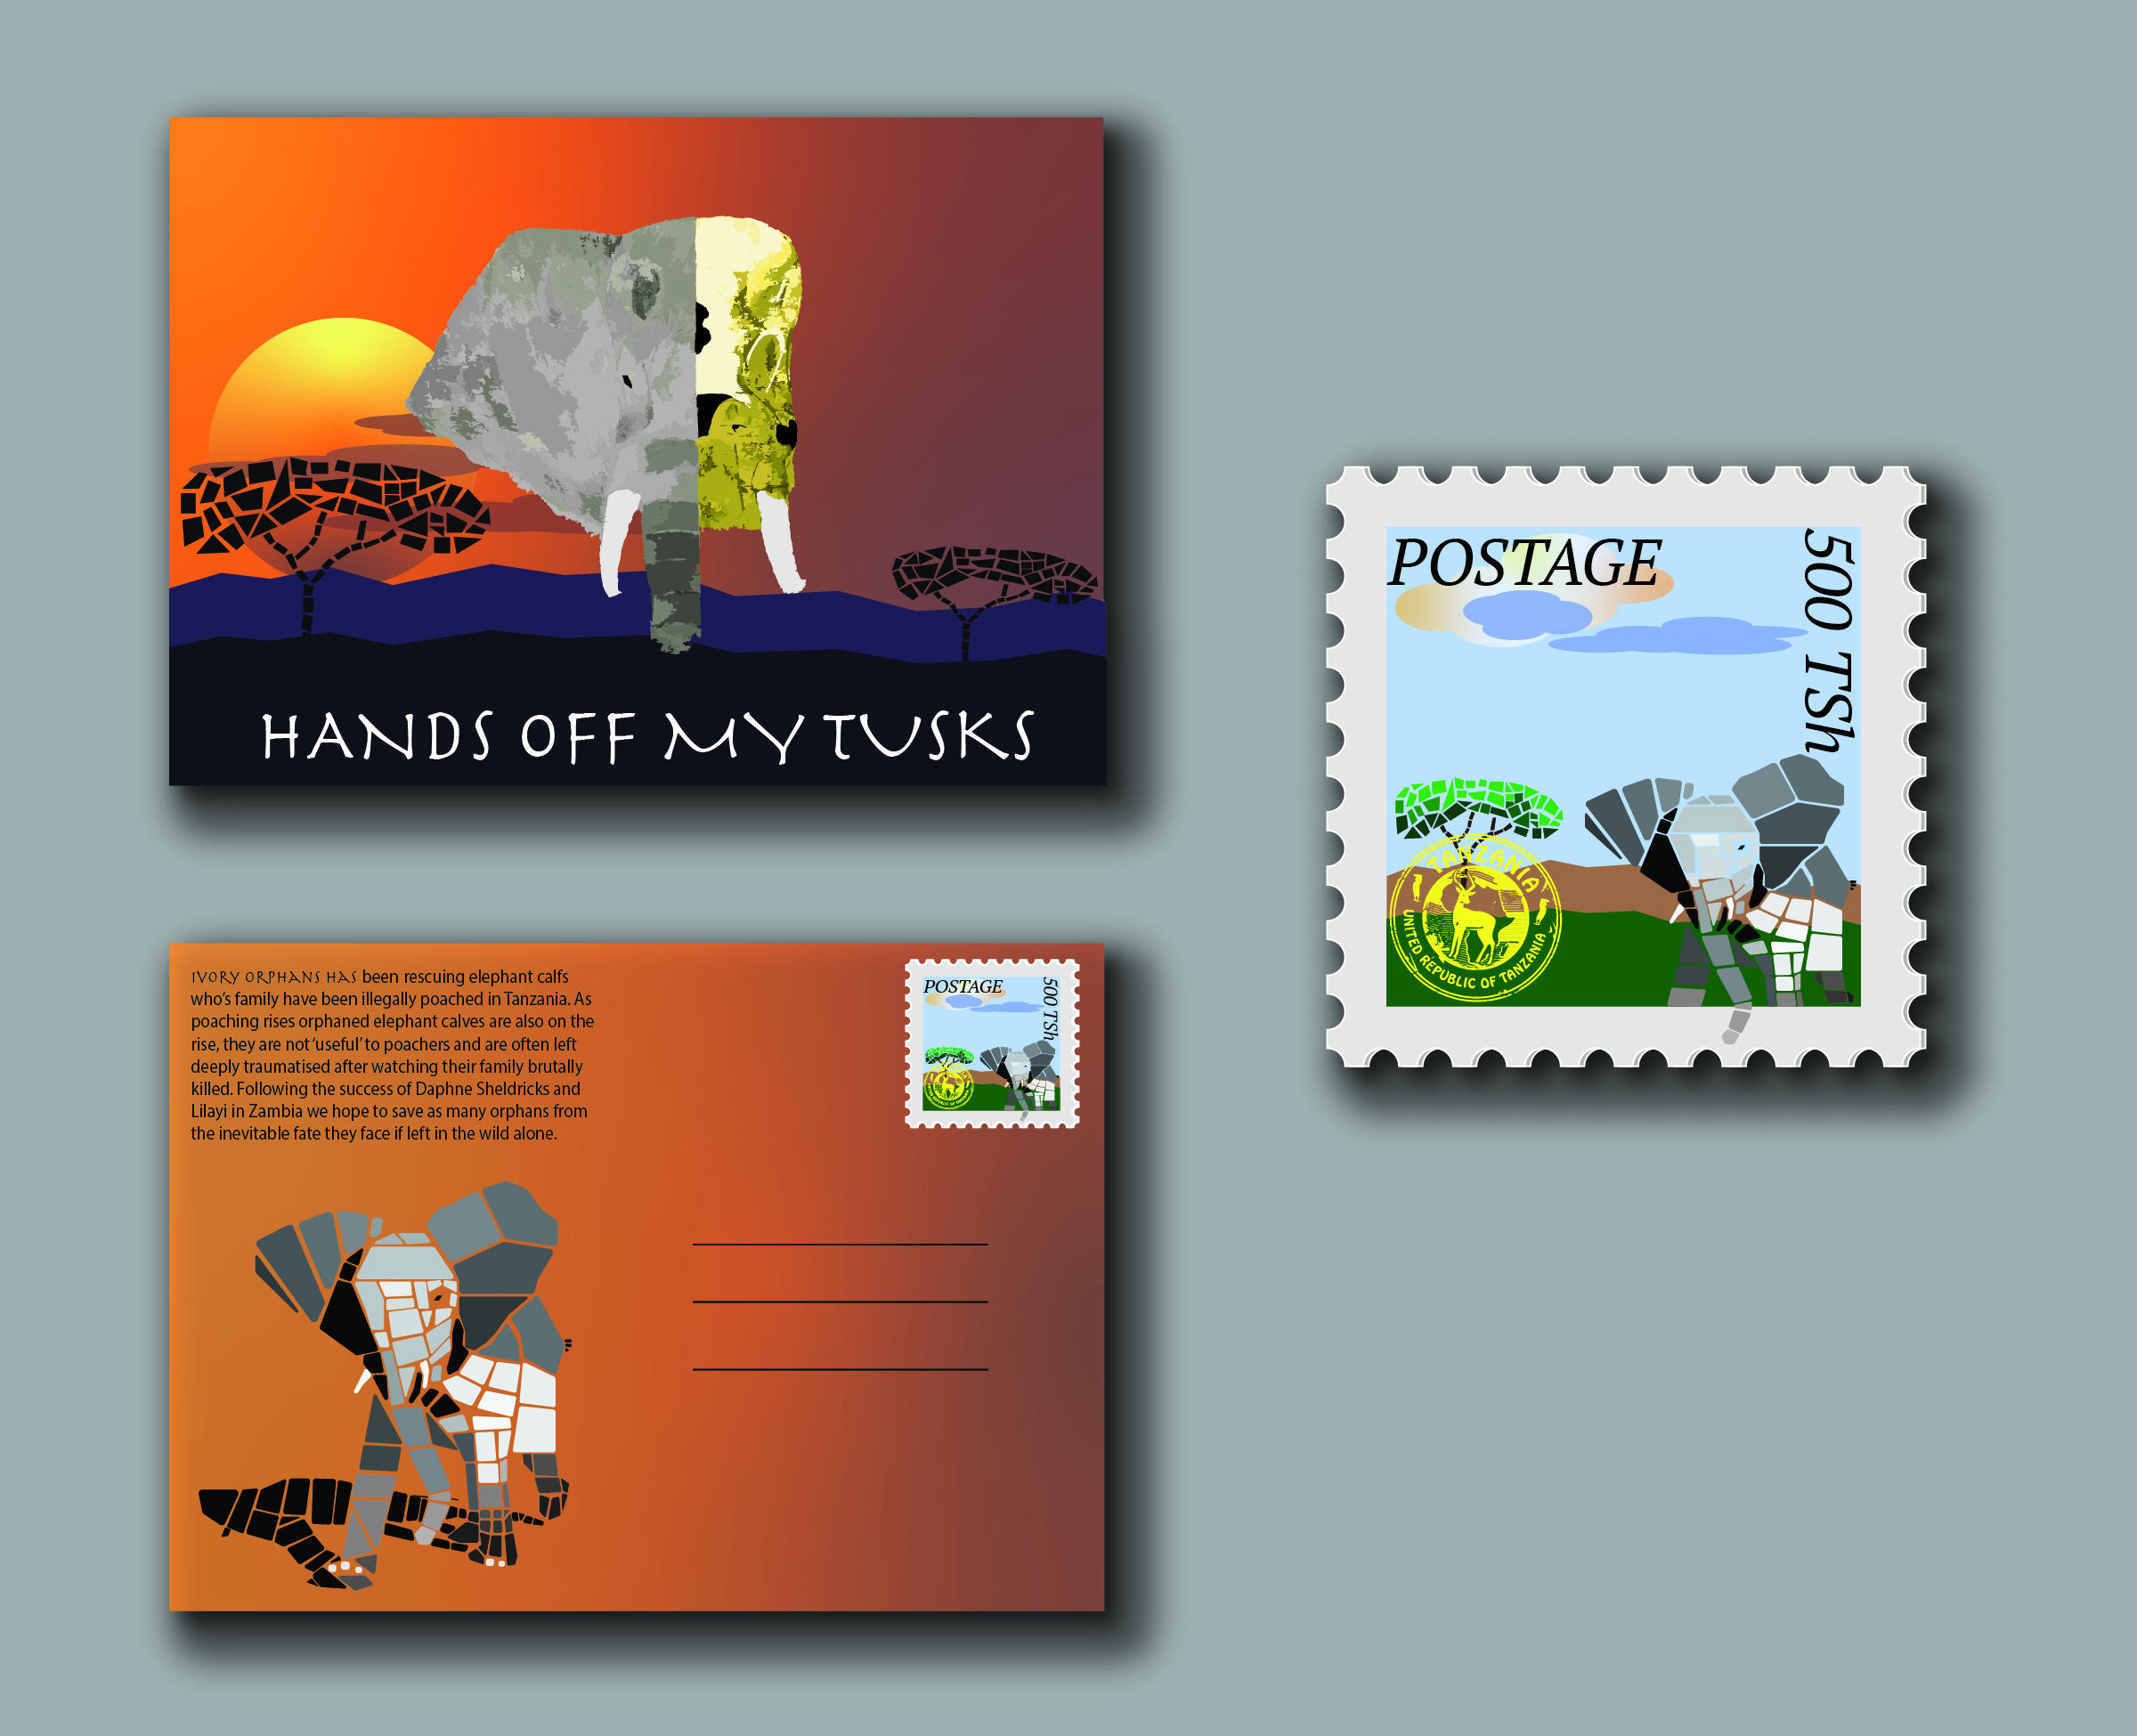 HANDS OFF MY TUSKS
POSTAGE
500 TSh
TANZANIA
UNITED REPUBLIC OF TANZANIA
IVORY ORPHANS HAS been rescuing elephant calfs
who's family have been illegally poached in Tanzania. As
poaching rises orphaned elephant calves are also on the
rise, they are not 'useful' to poachers and are often left
deeply traumatised after watching their family brutally
killed. Following the success of Daphne Sheldricks and
Lilayi in Zambia we hope to save as many orphans from
the inevitable fate they face if left in the wild alone.
POSTAGE
500 TSh